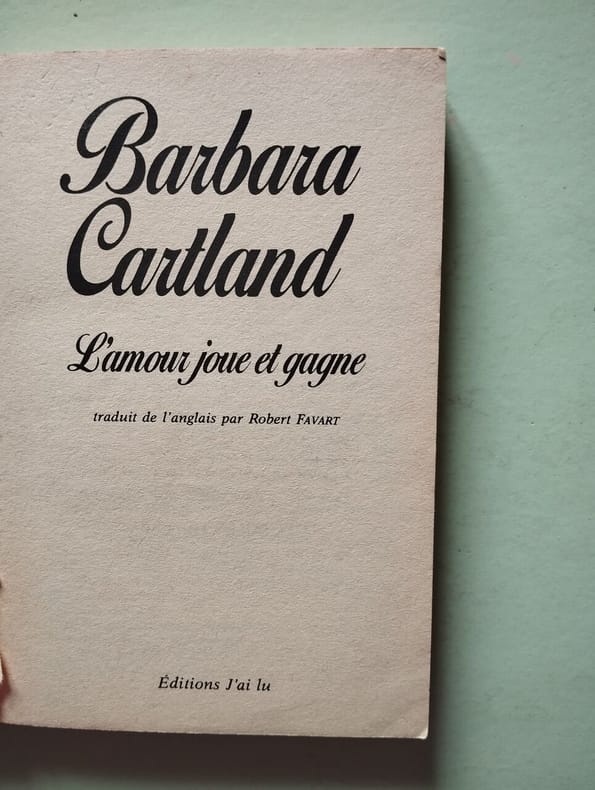 Barbara
Cartland
L'amour joue et gagne
traduit de l'anglais par Robert FAVART
Éditions J'ai lu